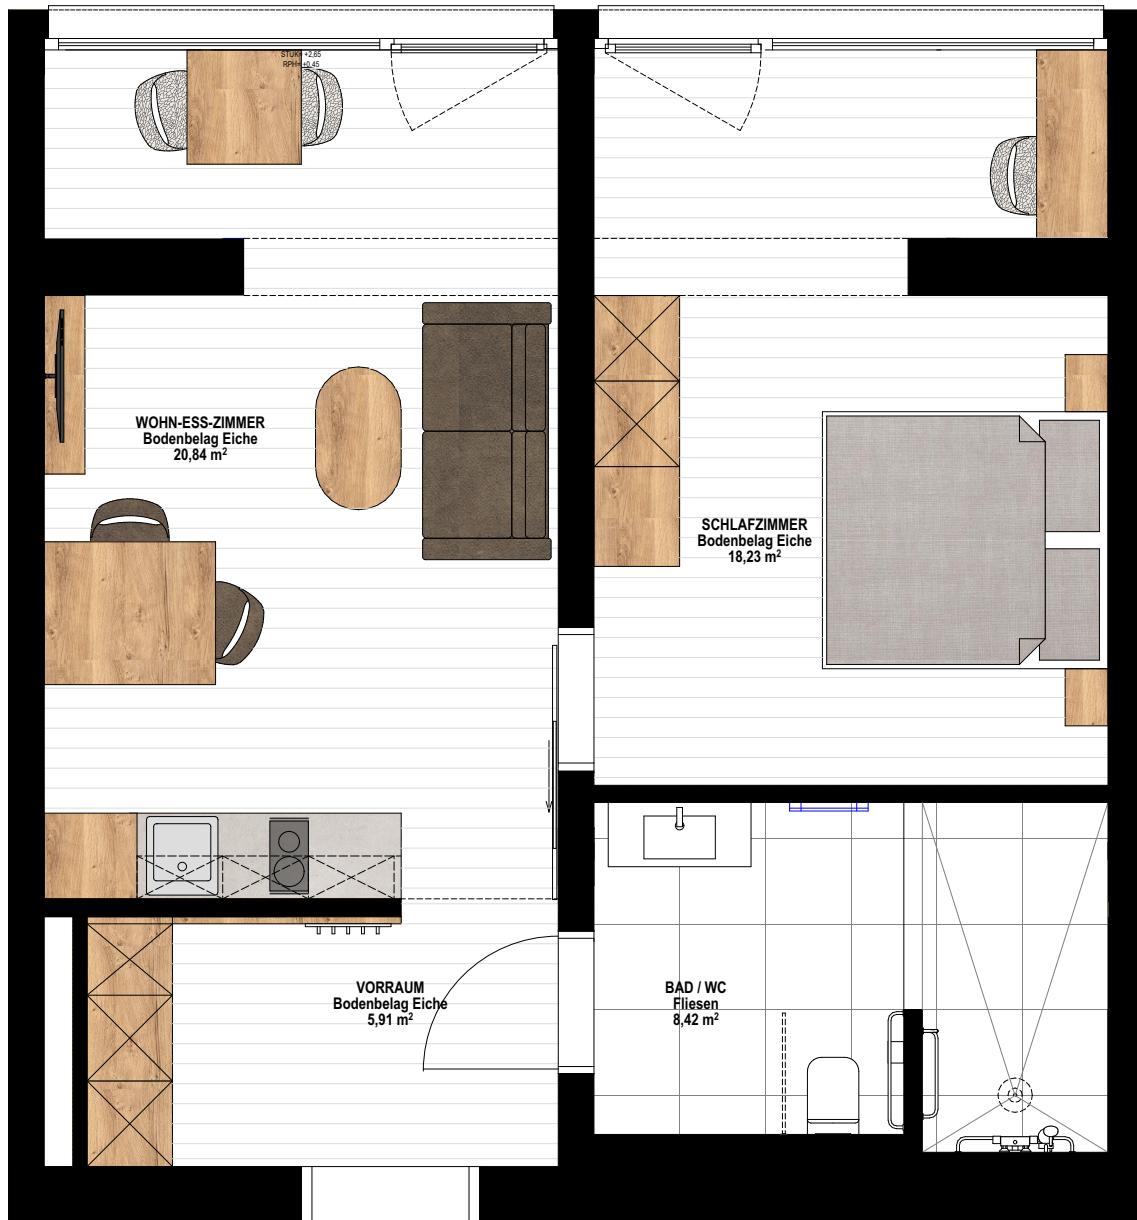 STUK= +2,65
RPH= +0,45
WOHN-ESS-ZIMMER
Bodenbelag Eiche
20,84 m²
SCHLAFZIMMER
Bodenbelag Eiche
18,23 m²
VORRAUM
Bodenbelag Eiche
5,91 m²
BAD / WC
Fliesen
8,42 m²